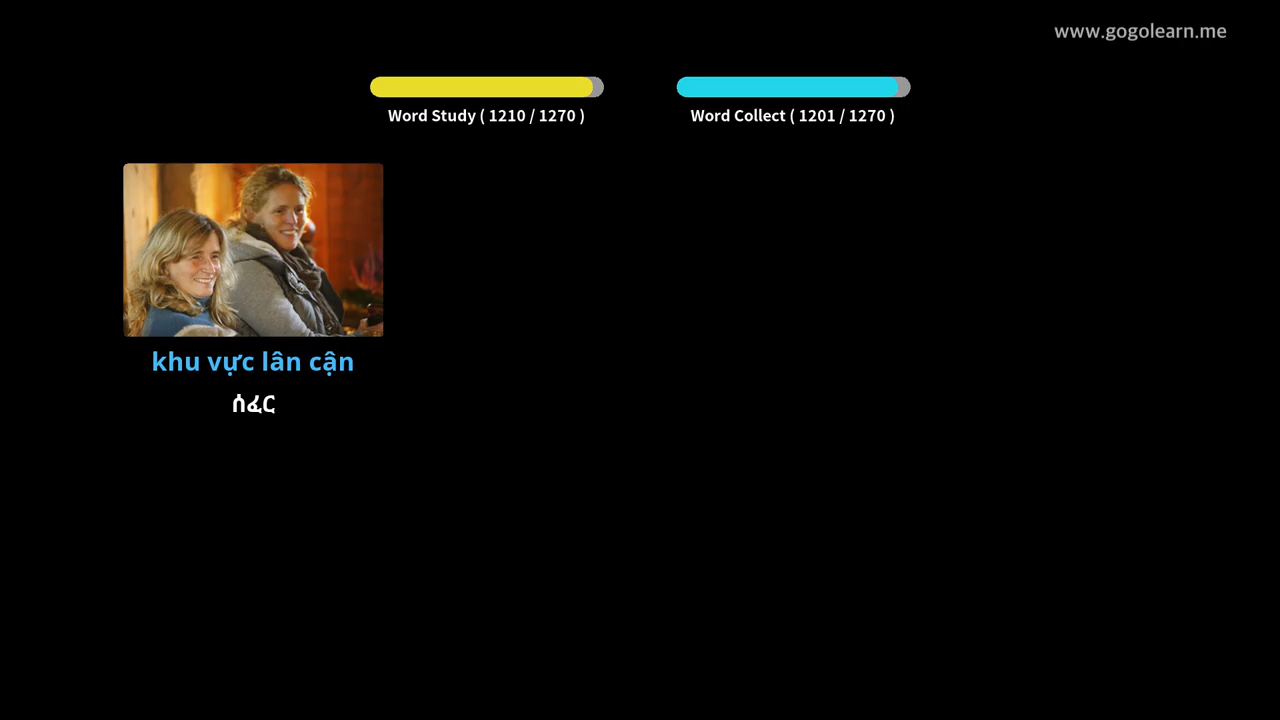 www.gogolearn.me
Word Study ( 1210 / 1270 )
Word Collect ( 1201 / 1270 )
khu vực lân cận
ሰፈር